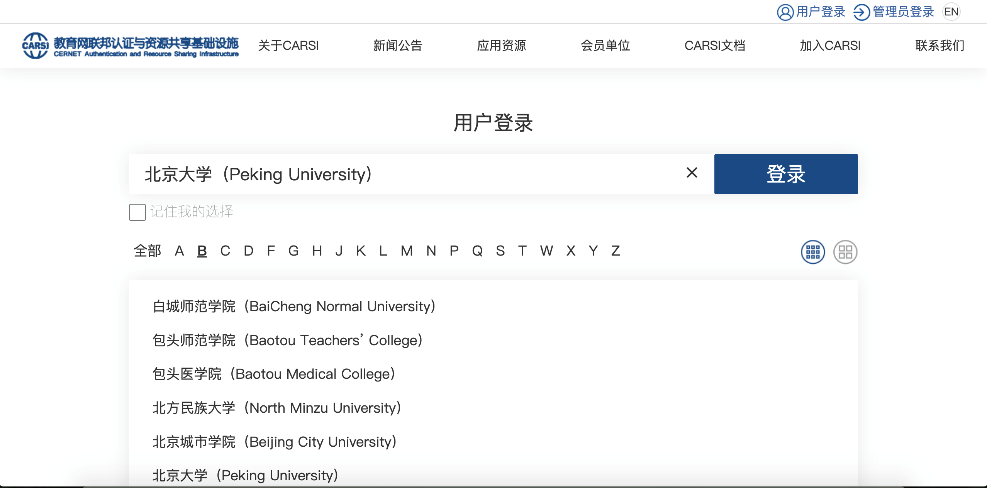 用户登录 管理员登录 EN
CARSI 教育网联邦认证与资源共享基础设施
CERNET Authentication and Resource Sharing Infrastructure
关于CARSI 新闻公告 应用资源 会员单位 CARSI文档 加入CARSI 联系我们
用户登录
北京大学（Peking University） × 登录
记住我的选择
全部 A B C D F G H J K L M N P Q S T W X Y Z
白城师范学院（BaiCheng Normal University）
包头师范学院（Baotou Teachers’ College）
包头医学院（Baotou Medical College）
北方民族大学（North Minzu University）
北京城市学院（Beijing City University）
北京大学（Peking University）